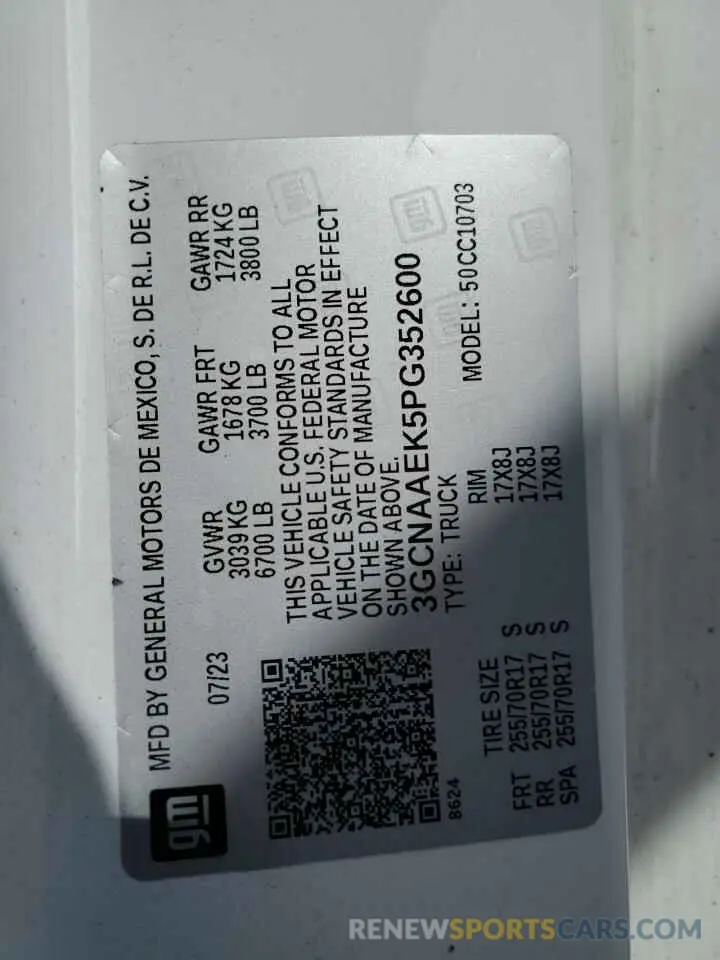 gm
MFD BY GENERAL MOTORS DE MEXICO, S. DE R.L. DE C.V.
07/23 GVWR GAWR FRT GAWR RR
3039 KG 1678 KG 1724 KG
6700 LB 3700 LB 3800 LB
THIS VEHICLE CONFORMS TO ALL
APPLICABLE U.S. FEDERAL MOTOR
VEHICLE SAFETY STANDARDS IN EFFECT
ON THE DATE OF MANUFACTURE
SHOWN ABOVE.
3GCNAAEK5PG352600
8624 TYPE: TRUCK MODEL: 50CC10703
TIRE SIZE RIM
FRT 255/70R17 S 17X8J
RR 255/70R17 S 17X8J
SPA 255/70R17 S 17X8J
gm
gm
gm
RENEWSPORTSCARS.COM